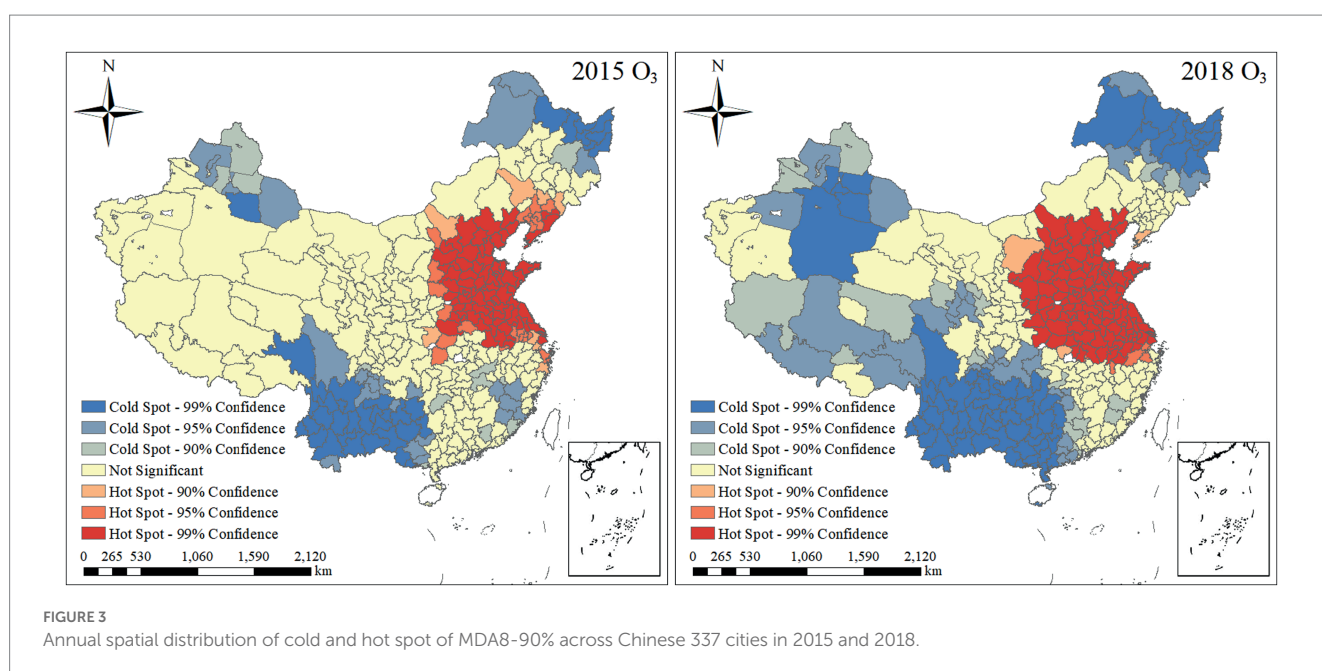 N
2015 O₃
Cold Spot - 99% Confidence
Cold Spot - 95% Confidence
Cold Spot - 90% Confidence
Not Significant
Hot Spot - 90% Confidence
Hot Spot - 95% Confidence
Hot Spot - 99% Confidence
0 265 530 1,060 1,590 2,120
km
N
2018 O₃
Cold Spot - 99% Confidence
Cold Spot - 95% Confidence
Cold Spot - 90% Confidence
Not Significant
Hot Spot - 90% Confidence
Hot Spot - 95% Confidence
Hot Spot - 99% Confidence
0 265 530 1,060 1,590 2,120
km
FIGURE 3
Annual spatial distribution of cold and hot spot of MDA8-90% across Chinese 337 cities in 2015 and 2018.